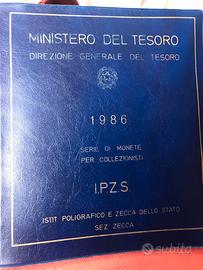 MINISTERO DEL TESORO
DIREZIONE GENERALE DEL TESORO
1986
SERIE DI MONETE
PER COLLEZIONISTI
I.P.Z.S.
ISTIT POLIGRAFICO E ZECCA DELLO STATO
SEZ ZECCA
subito